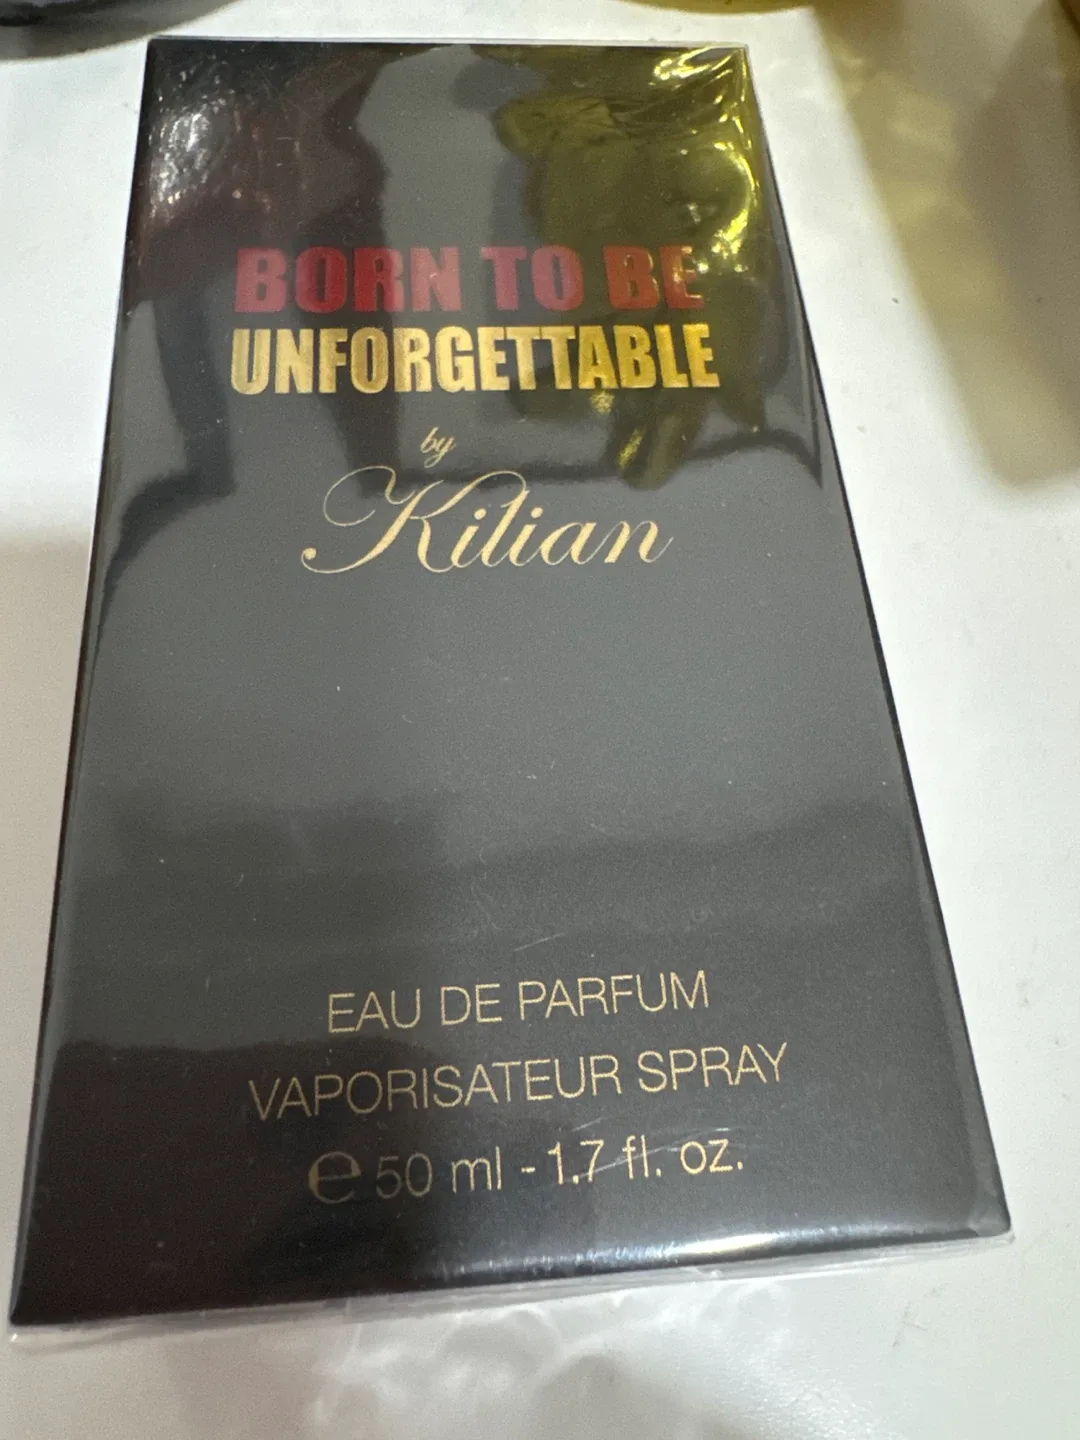 BORN TO BE
UNFORGETTABLE
by
Kilian
EAU DE PARFUM
VAPORISATEUR SPRAY
℮ 50 ml - 1.7 fl. oz.